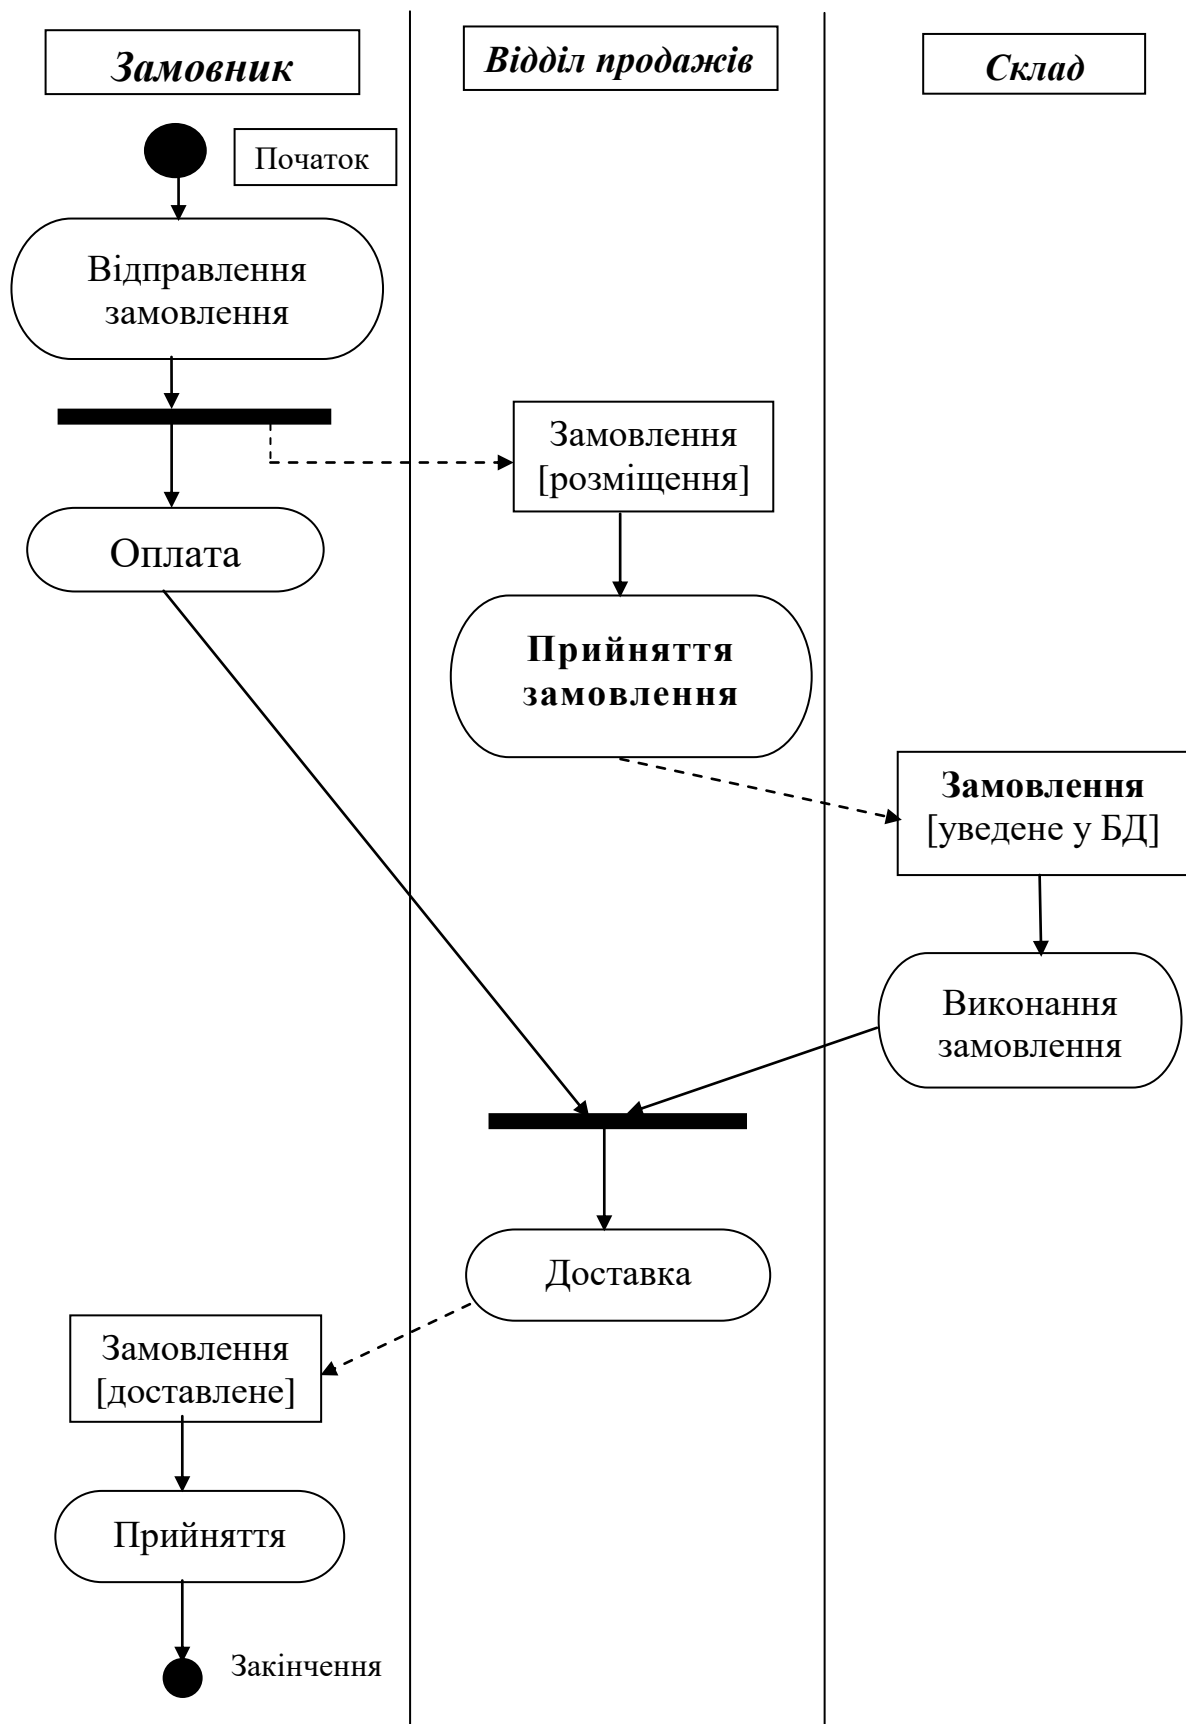 Замовник
Відділ продажів
Склад
Початок
Відправлення
замовлення
Замовлення
[розміщення]
Оплата
Прийняття
замовлення
Замовлення
[уведене у БД]
Виконання
замовлення
Доставка
Замовлення
[доставлене]
Прийняття
Закінчення